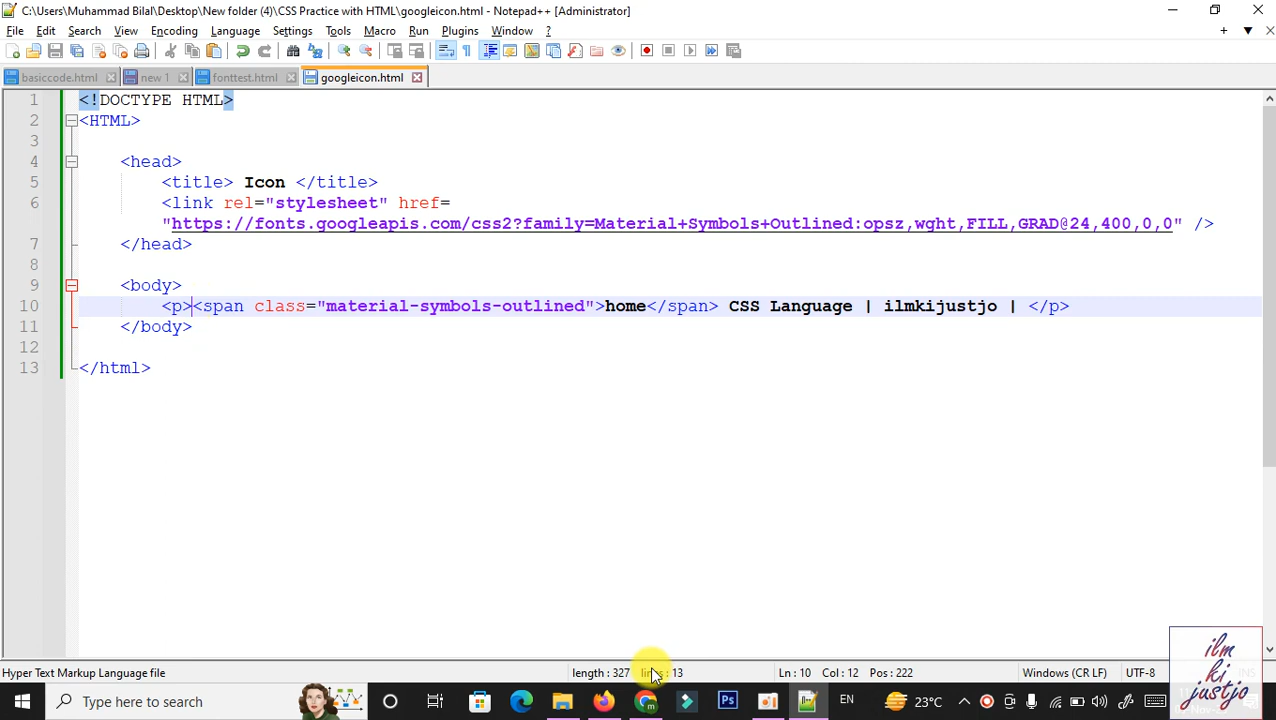 C:\Users\Muhammad Bilal\Desktop\New folder (4)\CSS Practice with HTML\googleicon.html - Notepad++ [Administrator]
File Edit Search View Encoding Language Settings Tools Macro Run Plugins Window ?
basiccode.html new 1 fonttest.html googleicon.html
1 <!DOCTYPE HTML>
2 <HTML>
3
4 <head>
5 <title> Icon </title>
6 <link rel="stylesheet" href=
"https://fonts.googleapis.com/css2?family=Material+Symbols+Outlined:opsz,wght,FILL,GRAD@24,400,0,0" />
7 </head>
8
9 <body>
10 <p><span class="material-symbols-outlined">home</span> CSS Language | ilmkijustjo | </p>
11 </body>
12
13 </html>
Hyper Text Markup Language file length : 327 lines : 13 Ln : 10 Col : 12 Pos : 222 Windows (CR LF) UTF-8 INS
ilm
ki
justjo
Type here to search Ps EN 23°C